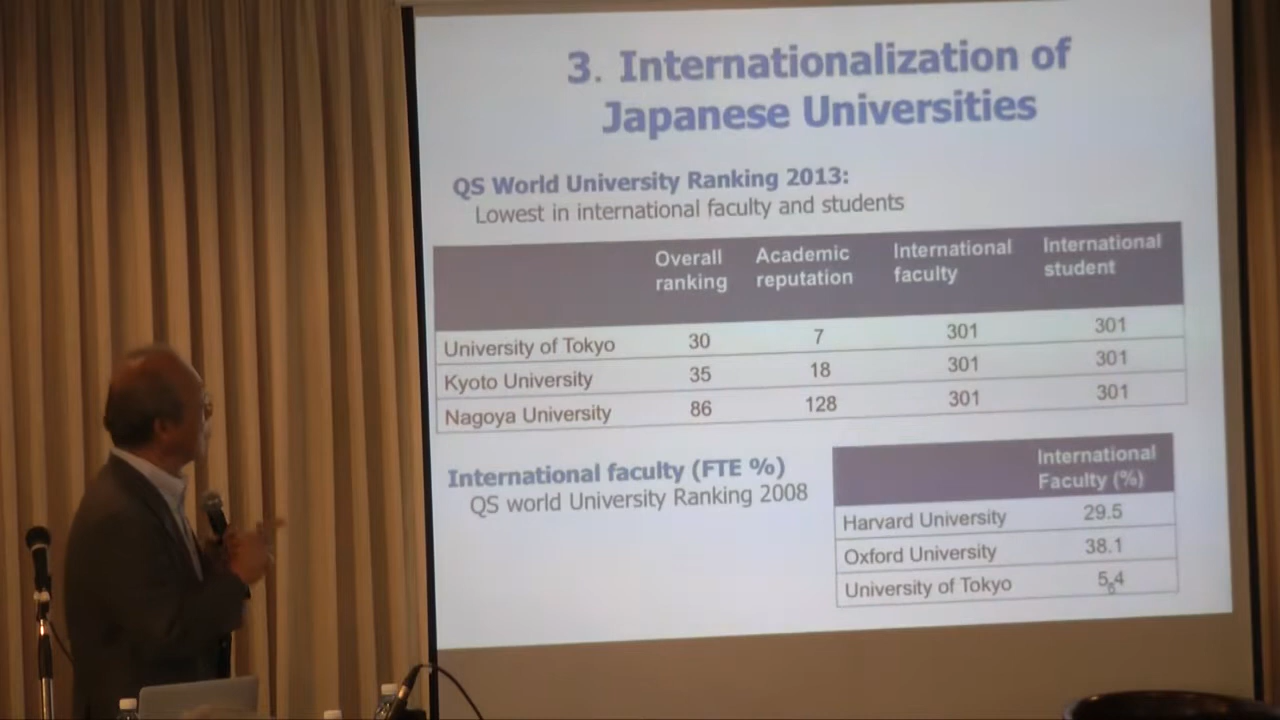 3. Internationalization of
Japanese Universities
QS World University Ranking 2013:
Lowest in international faculty and students
Overall ranking Academic reputation International faculty International student
University of Tokyo 30 7 301 301
Kyoto University 35 18 301 301
Nagoya University 86 128 301 301
International faculty (FTE %)
QS world University Ranking 2008
International Faculty (%)
Harvard University 29.5
Oxford University 38.1
University of Tokyo 5.4